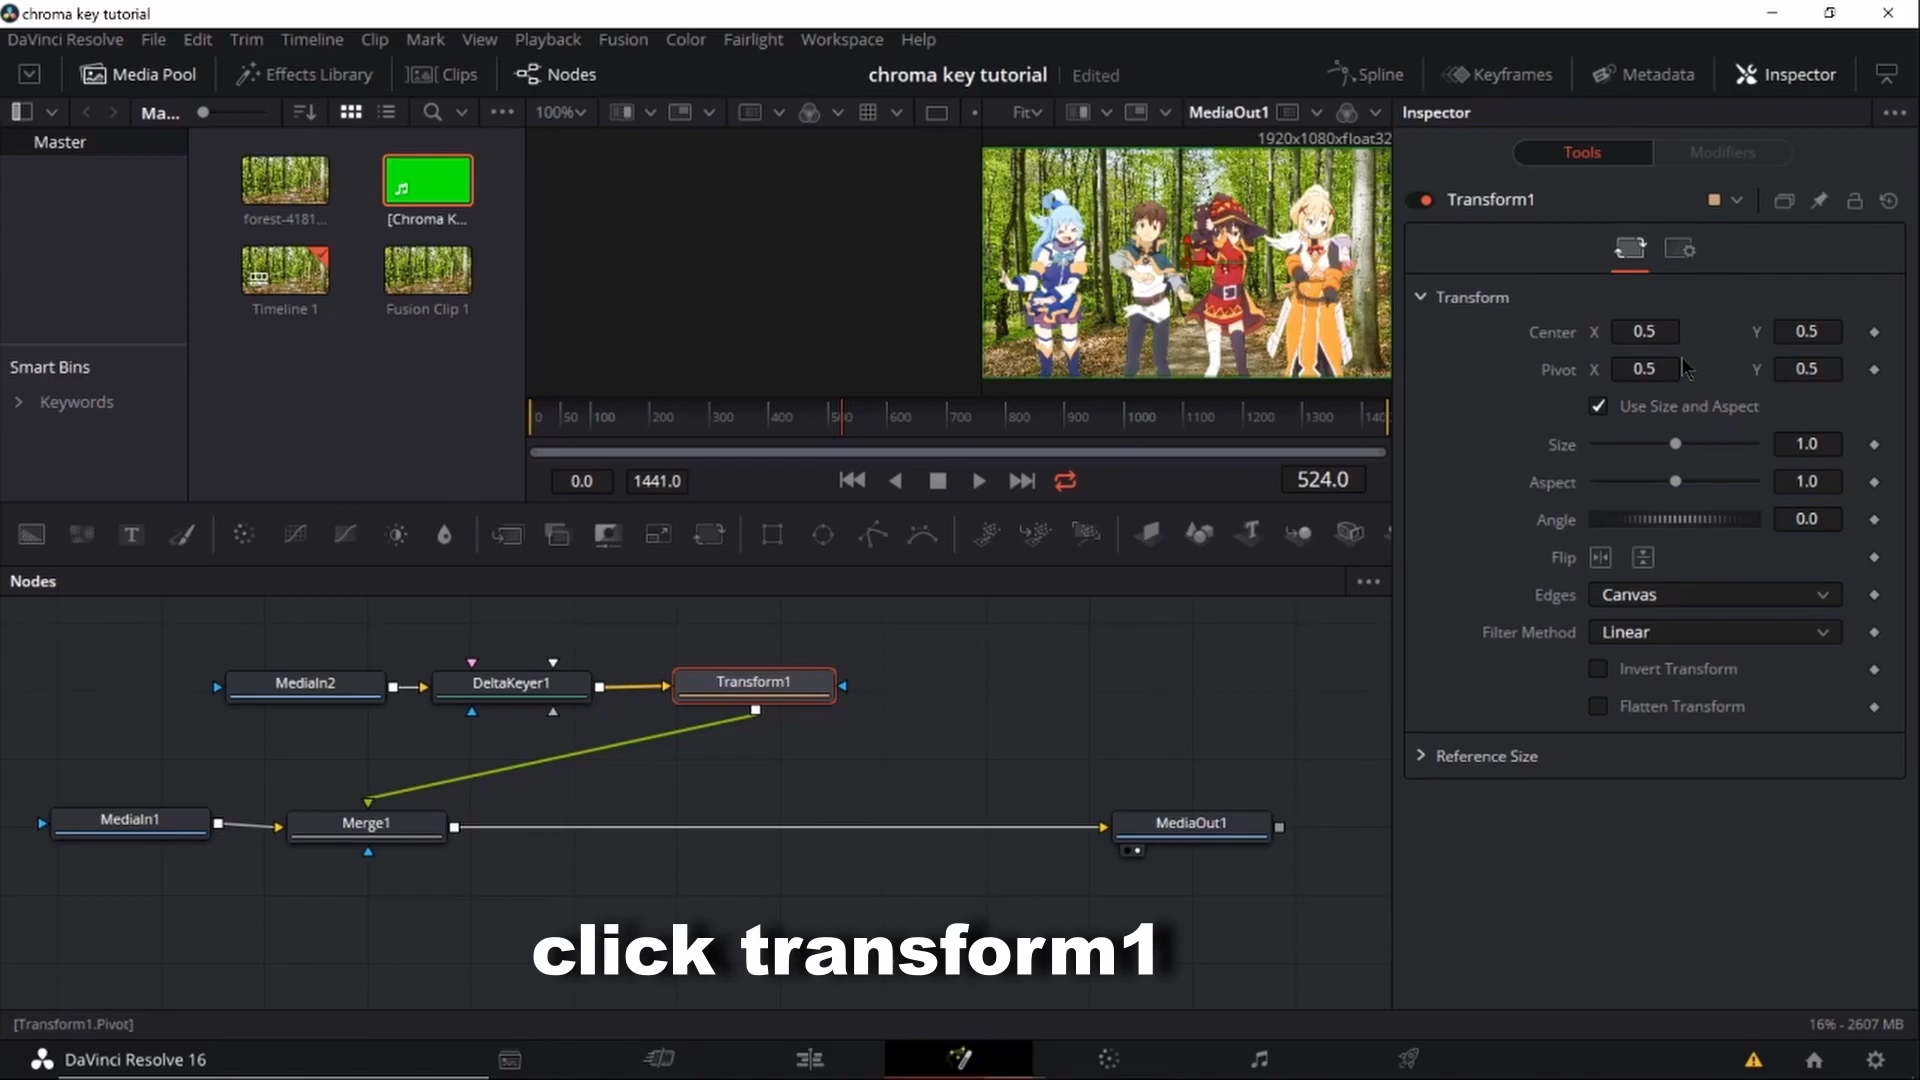 chroma key tutorial
DaVinci Resolve File Edit Trim Timeline Clip Mark View Playback Fusion Color Fairlight Workspace Help
Media Pool Effects Library Clips Nodes chroma key tutorial Edited Spline Keyframes Metadata Inspector
Ma... 100% Fit MediaOut1 Inspector
Master
1920x1080xfloat32
Tools Modifiers
forest-4181... [Chroma K...
Transform1
Timeline 1 Fusion Clip 1
Transform
Center X 0.5 Y 0.5
Pivot X 0.5 Y 0.5
Use Size and Aspect
Size 1.0
Aspect 1.0
Angle 0.0
Flip
Edges Canvas
Filter Method Linear
Invert Transform
Flatten Transform
Reference Size
Smart Bins
Keywords
0 50 100 200 300 400 500 600 700 800 900 1000 1100 1200 1300 140
0.0 1441.0 524.0
T T
Nodes
MediaIn2 DeltaKeyer1 Transform1
MediaIn1 Merge1 MediaOut1
click transform1
[Transform1.Pivot] 16% - 2607 MB
DaVinci Resolve 16